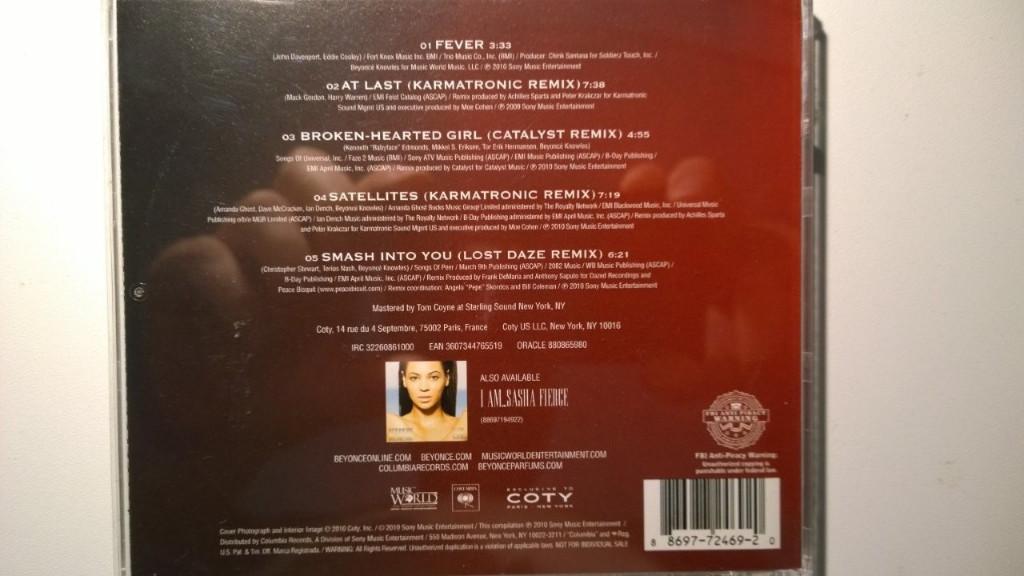 01 FEVER 3:33
(John Davenport, Eddie Cooley) / Fort Knox Music Inc. BMI / Trio Music Co., Inc. (BMI) / Producer: Chink Santana for Soldierz Touch, Inc. /
Beyoncé Knowles for Music World Music, LLC / ℗ 2010 Sony Music Entertainment
02 AT LAST (KARMATRONIC REMIX) 7:38
(Mack Gordon, Harry Warren) / EMI Feist Catalog (ASCAP) / Remix produced by Achilles Sparta and Peter Krakczar for Karmatronic
Sound Mgmt US and executive produced by Moe Cohen / ℗ 2009 Sony Music Entertainment
03 BROKEN-HEARTED GIRL (CATALYST REMIX) 4:55
(Kenneth "Babyface" Edmonds, Mikkel S. Eriksen, Tor Erik Hermansen, Beyoncé Knowles)
Songs Of Universal, Inc. / Faze 2 Music (BMI) / Sony ATV Music Publishing (ASCAP) / EMI Music Publishing (ASCAP) / B-Day Publishing /
EMI April Music, Inc. (ASCAP) / Remix produced by Catalyst for Catalyst Music / ℗ 2010 Sony Music Entertainment
04 SATELLITES (KARMATRONIC REMIX) 7:19
(Amanda Ghost, Dave McCracken, Ian Dench, Beyoncé Knowles) / Amanda Ghost Bucks Music Group Limited administered by The Royalty Network / EMI Blackwood Music, Inc. / Universal Music
Publishing o/b/o MGB Limited (ASCAP) / Ian Dench Music administered by The Royalty Network / B-Day Publishing administered by EMI April Music, Inc. (ASCAP) / Remix produced by Achilles Sparta
and Peter Krakczar for Karmatronic Sound Mgmt US and executive produced by Moe Cohen / ℗ 2010 Sony Music Entertainment
05 SMASH INTO YOU (LOST DAZE REMIX) 6:21
(Christopher Stewart, Terius Nash, Beyoncé Knowles) / Songs Of Peer / March 9th Publishing (ASCAP) / 2082 Music / WB Music Publishing (ASCAP) /
B-Day Publishing / EMI April Music, Inc. (ASCAP) / Remix Produced by Frank DeMaria and Anthony Saputo for Dazed Recordings and
Peace Bisquit (www.peacebisquit.com) / Remix coordination: Angelo "Pepe" Skordos and Bill Coleman / ℗ 2010 Sony Music Entertainment
Mastered by Tom Coyne at Sterling Sound New York, NY
Coty, 14 rue du 4 Septembre, 75002 Paris, France Coty US LLC, New York, NY 10016
IRC 32260861000 EAN 3607344765519 ORACLE 880865980
ALSO AVAILABLE
I AM...SASHA FIERCE
(88697194922)
BEYONCEONLINE.COM BEYONCE.COM MUSICWORLDENTERTAINMENT.COM
COLUMBIARECORDS.COM BEYONCEPARFUMS.COM
FBI ANTI-PIRACY
WARNING
FBI Anti-Piracy Warning:
Unauthorized copying is
punishable under federal law.
MUSIC
WORLD
COLUMBIA
EXCLUSIVE TO
COTY
PARIS - NEW YORK
Cover Photograph and Interior Image © 2010 Coty, Inc. / © 2010 Sony Music Entertainment / This compilation ℗ 2010 Sony Music Entertainment /
Distributed by Columbia Records, A Division of Sony Music Entertainment / 550 Madison Avenue, New York, NY 10022-3211 / "Columbia" and Reg.
U.S. Pat. & Tm. Off. Marca Registrada. / WARNING: All Rights Reserved. Unauthorized duplication is a violation of applicable laws. NOT FOR INDIVIDUAL SALE
8 8697-72469-2 0